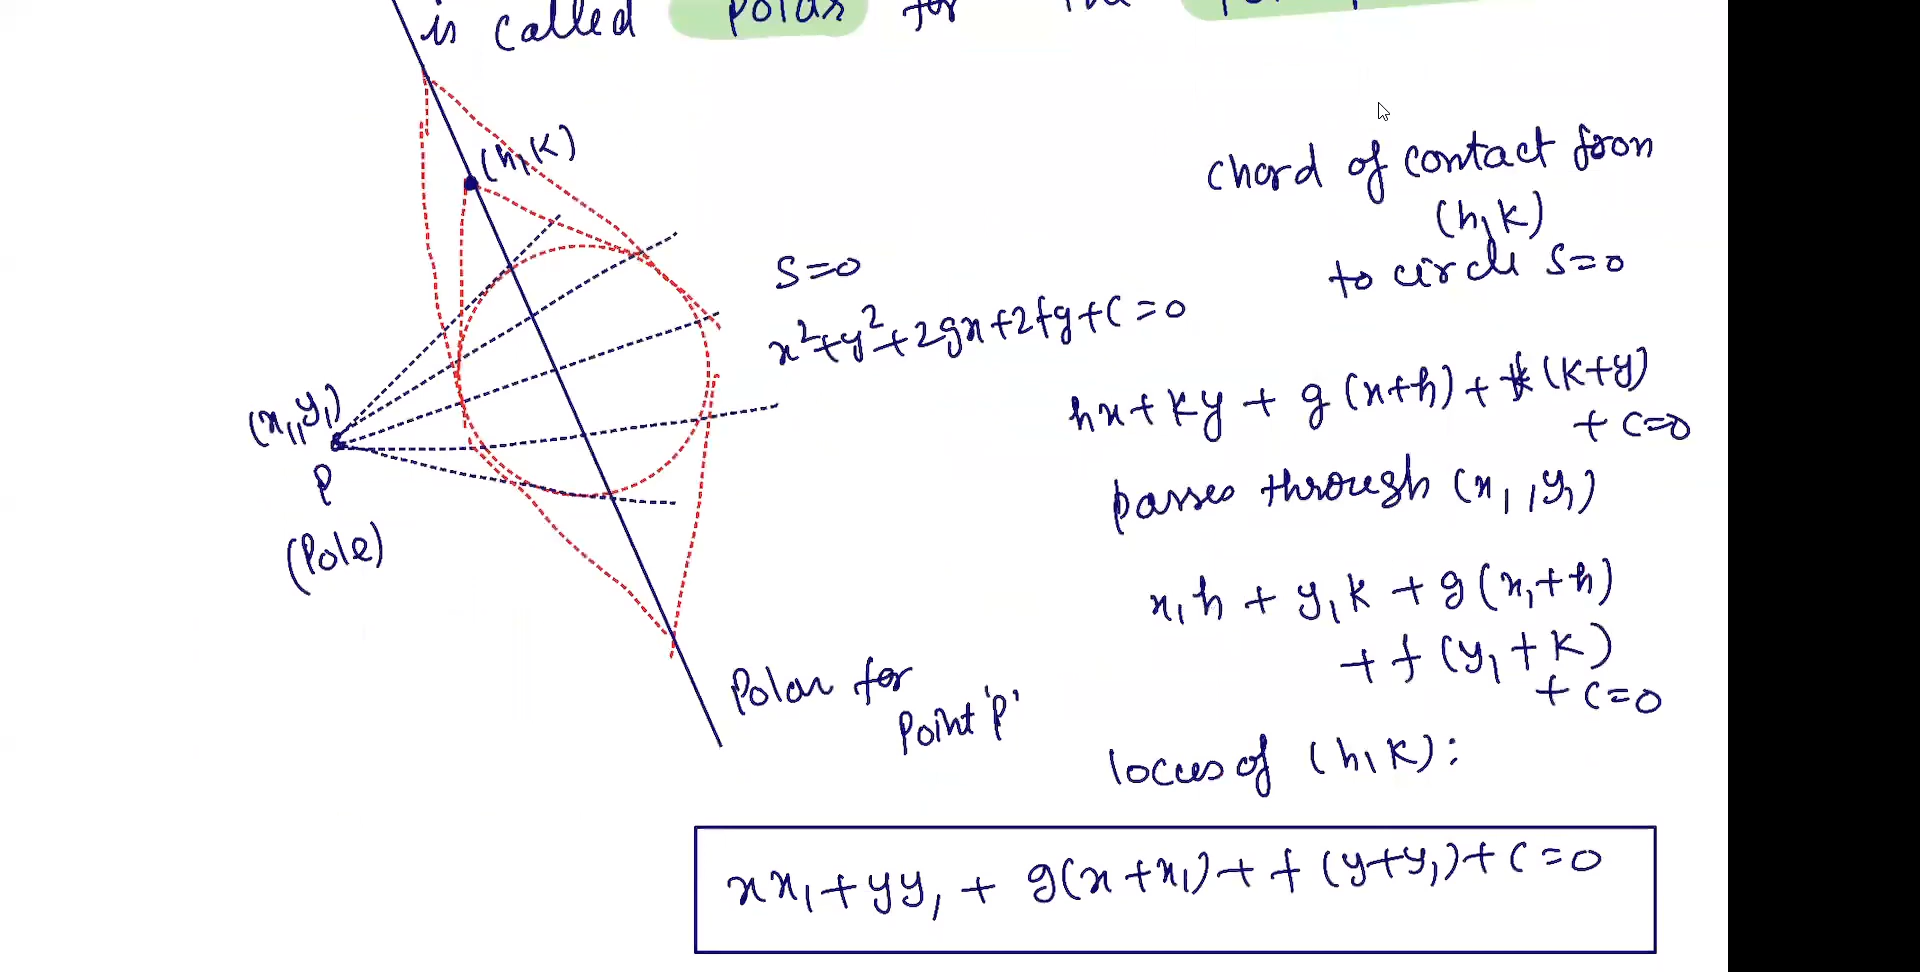 is called polar for the
(h,k)
chord of contact from
(h,k)
to circle S=0
S=0
x²+y²+2gx+2fy+c=0
hx+ky+g(x+h)+f(k+y)
+c=0
(x₁,y₁)
P
(Pole)
passes through (x₁,y₁)
x₁h+y₁k+g(x₁+h)
+f(y₁+k)
+c=0
Polar for
Point 'P'
locus of (h,k):
xx₁+yy₁+g(x+x₁)+f(y+y₁)+c=0